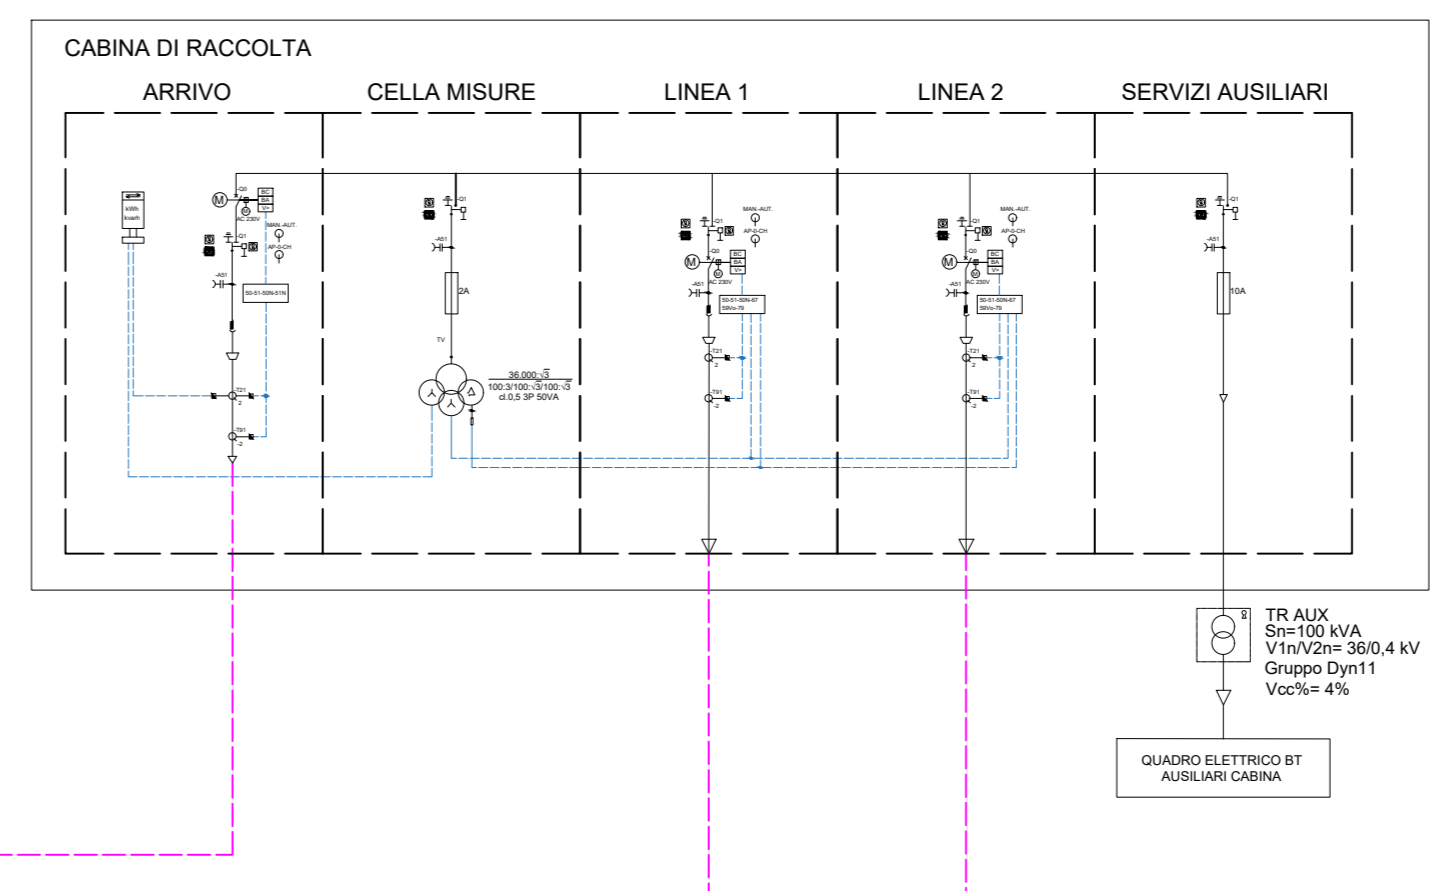 CABINA DI RACCOLTA
ARRIVO
CELLA MISURE
LINEA 1
LINEA 2
SERVIZI AUSILIARI
kWh
kvarh
-Q0
M
M
AC 230V
BC
BA
V>
MAN.-AUT.
AP-0-CH
-Q1
-A51
50-51-50N-51N
-T21
2
-T91
-2
-Q1
-A51
2A
TV
36.000:√3
100:3/100:√3/100:√3
cl.0,5 3P 50VA
-Q1
MAN.-AUT.
AP-0-CH
-Q0
M
M
AC 230V
BC
BA
V>
-A51
50-51-50N-67
59Vo-79
-T21
2
-T91
-2
-Q1
MAN.-AUT.
AP-0-CH
-Q0
M
M
AC 230V
BC
BA
V>
-A51
50-51-50N-67
59Vo-79
-T21
2
-T91
-2
-Q1
-A51
10A
TR AUX
Sn=100 kVA
V1n/V2n= 36/0,4 kV
Gruppo Dyn11
Vcc%= 4%
QUADRO ELETTRICO BT
AUSILIARI CABINA